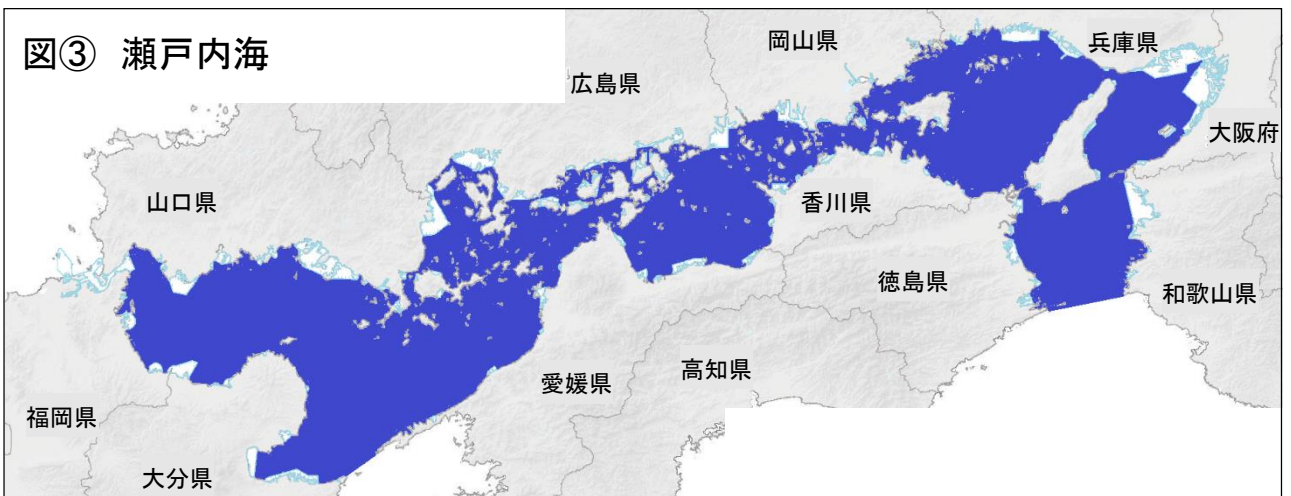 図③ 瀬戸内海
岡山県
兵庫県
広島県
大阪府
山口県
香川県
徳島県
和歌山県
高知県
愛媛県
福岡県
大分県